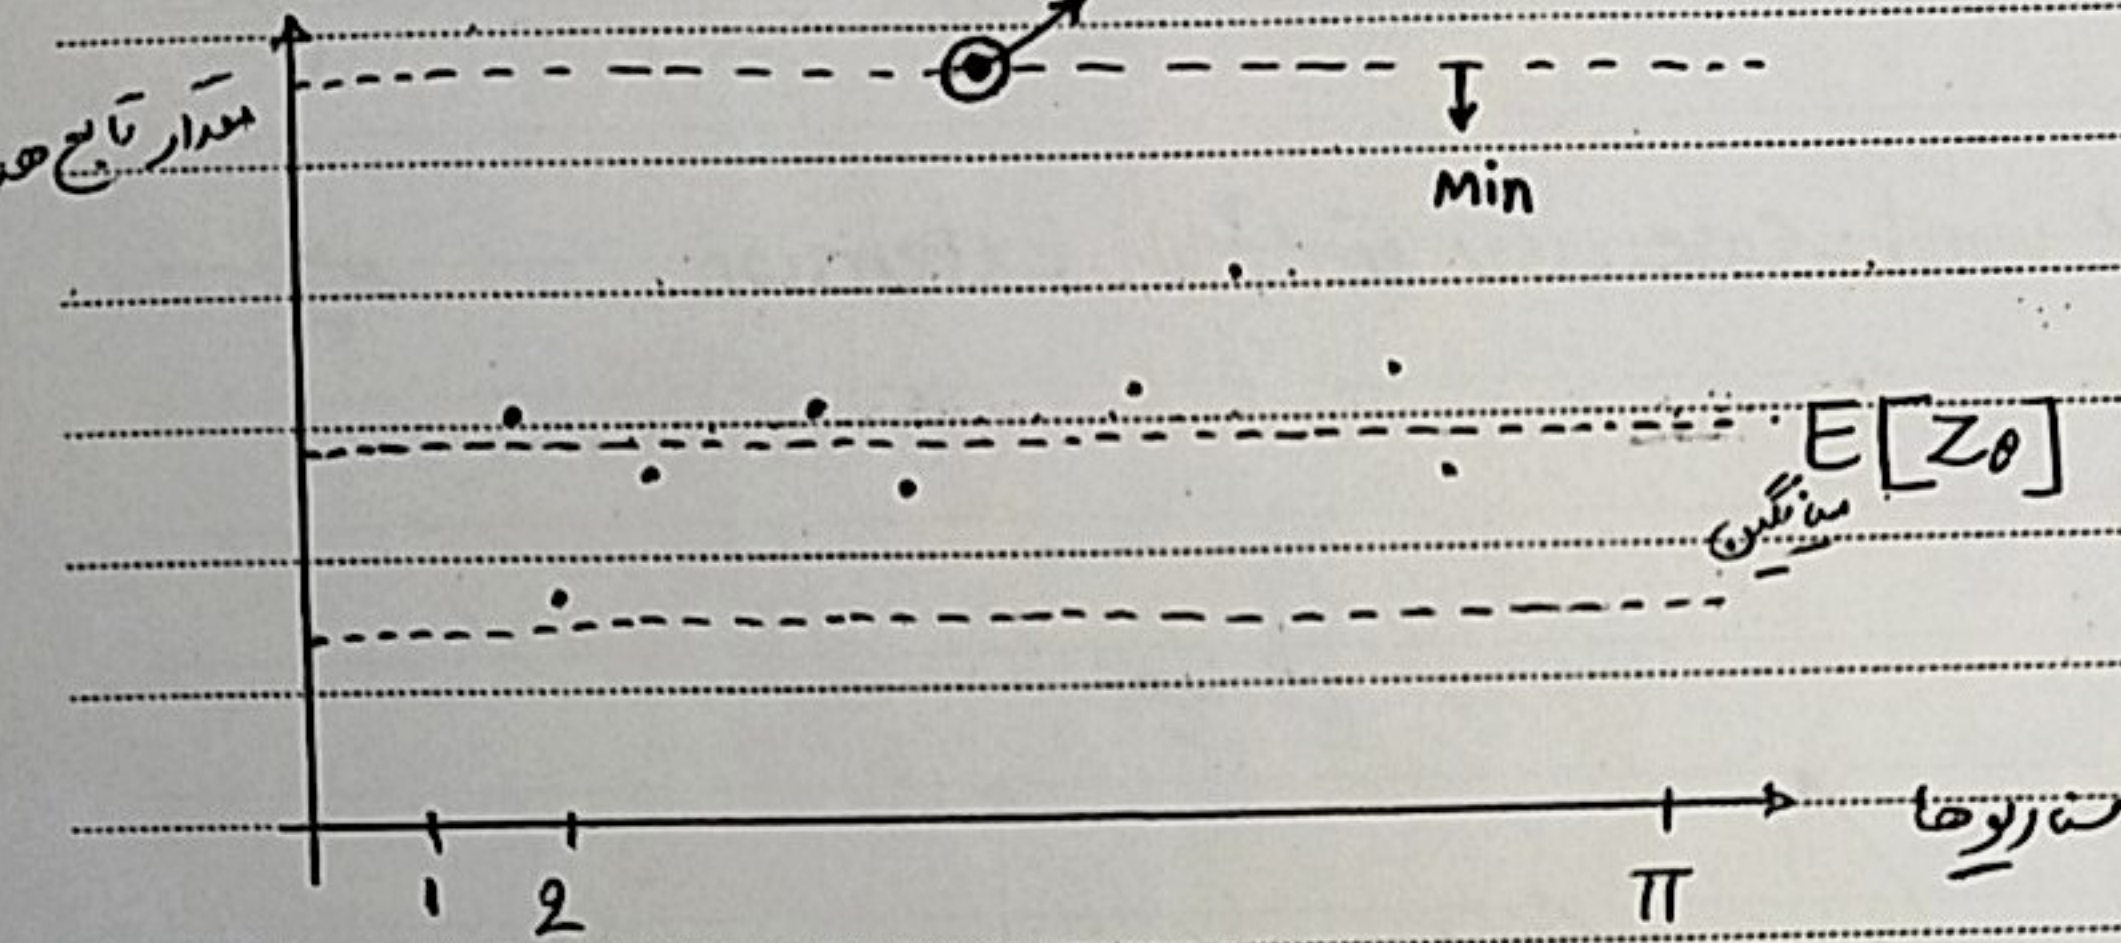 مقدار تابع هد
Min
E[Zθ]
میانگین
سناریوها
1 2 π